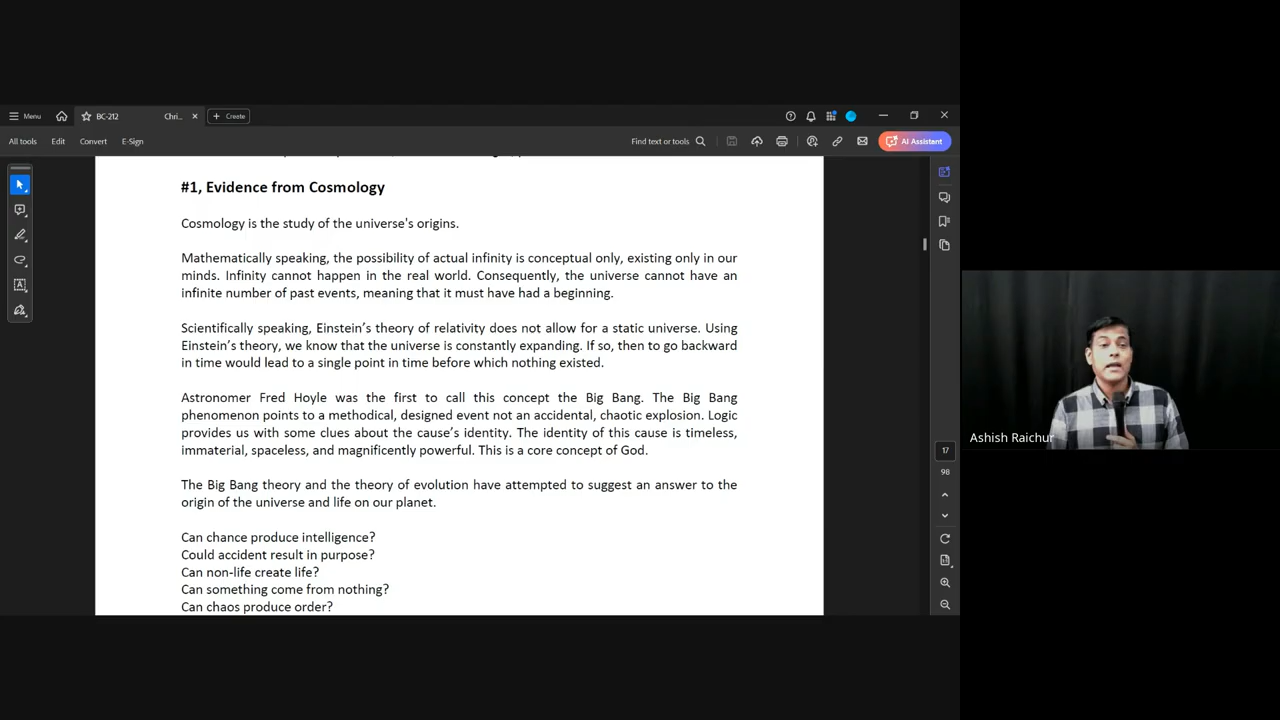 Menu
BC-212
Chri...
Create
All tools
Edit
Convert
E-Sign
Find text or tools
AI Assistant
#1, Evidence from Cosmology
Cosmology is the study of the universe's origins.
Mathematically speaking, the possibility of actual infinity is conceptual only, existing only in our
minds. Infinity cannot happen in the real world. Consequently, the universe cannot have an
infinite number of past events, meaning that it must have had a beginning.
Scientifically speaking, Einstein's theory of relativity does not allow for a static universe. Using
Einstein's theory, we know that the universe is constantly expanding. If so, then to go backward
in time would lead to a single point in time before which nothing existed.
Astronomer Fred Hoyle was the first to call this concept the Big Bang. The Big Bang
phenomenon points to a methodical, designed event not an accidental, chaotic explosion. Logic
provides us with some clues about the cause's identity. The identity of this cause is timeless,
immaterial, spaceless, and magnificently powerful. This is a core concept of God.
The Big Bang theory and the theory of evolution have attempted to suggest an answer to the
origin of the universe and life on our planet.
Can chance produce intelligence?
Could accident result in purpose?
Can non-life create life?
Can something come from nothing?
Can chaos produce order?
17
98
Ashish Raichur